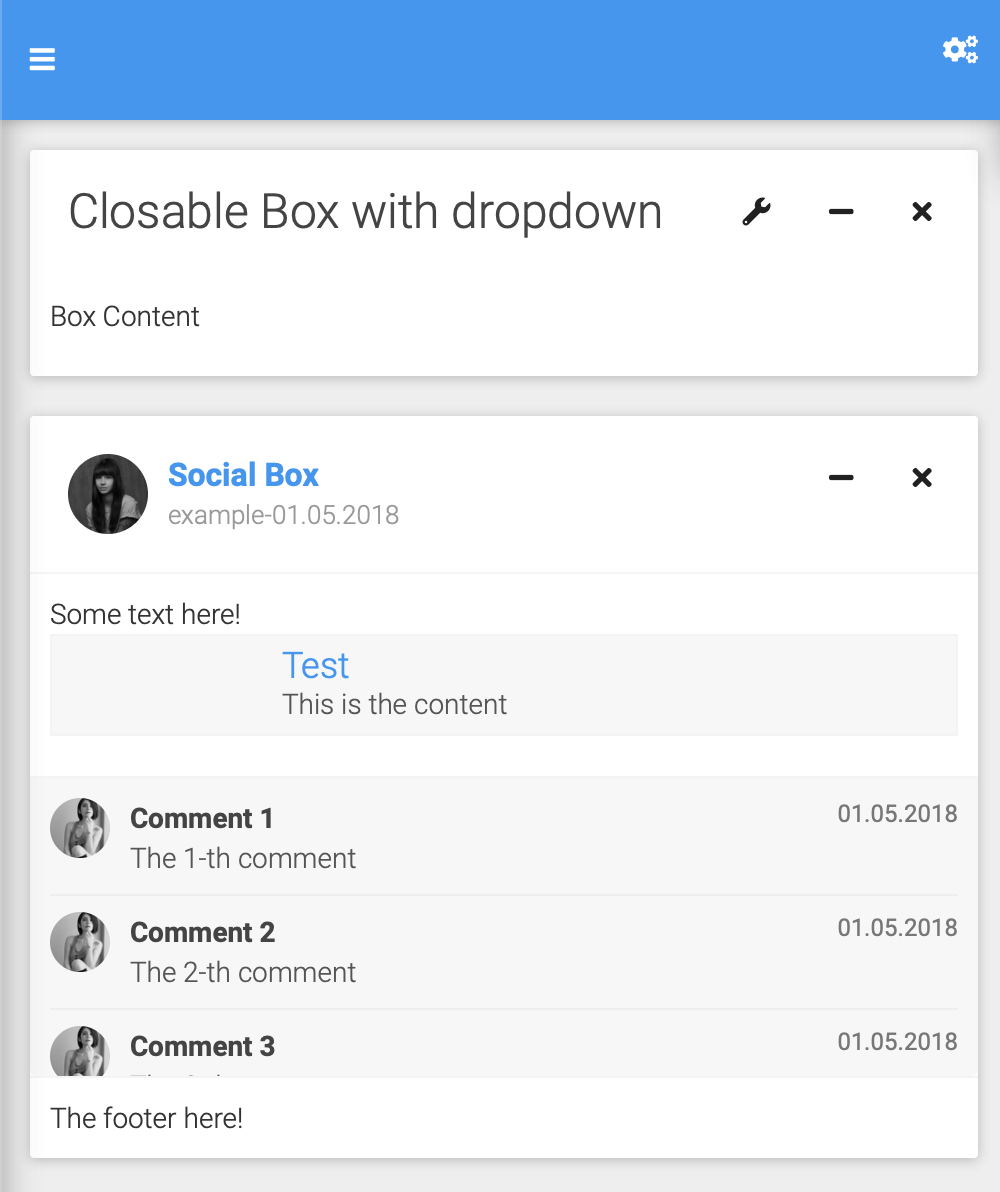 Closable Box with dropdown
Box Content
Social Box
example-01.05.2018
Some text here!
Test
This is the content
Comment 1
01.05.2018
The 1-th comment
Comment 2
01.05.2018
The 2-th comment
Comment 3
01.05.2018
The footer here!